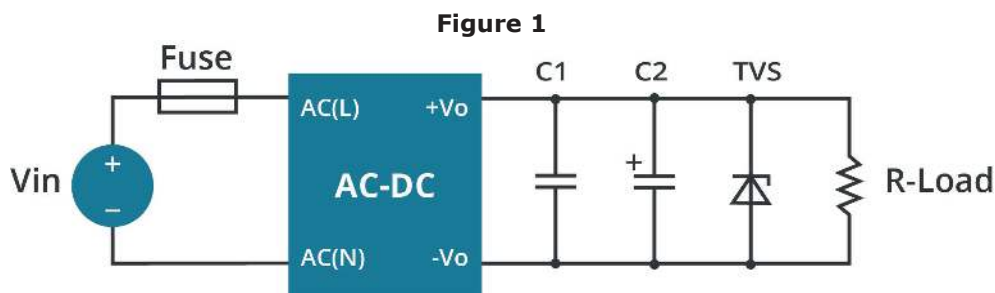 Figure 1
Fuse
C1 C2 TVS
AC(L) +Vo
+
Vin
AC-DC
+
R-Load
–
AC(N) -Vo